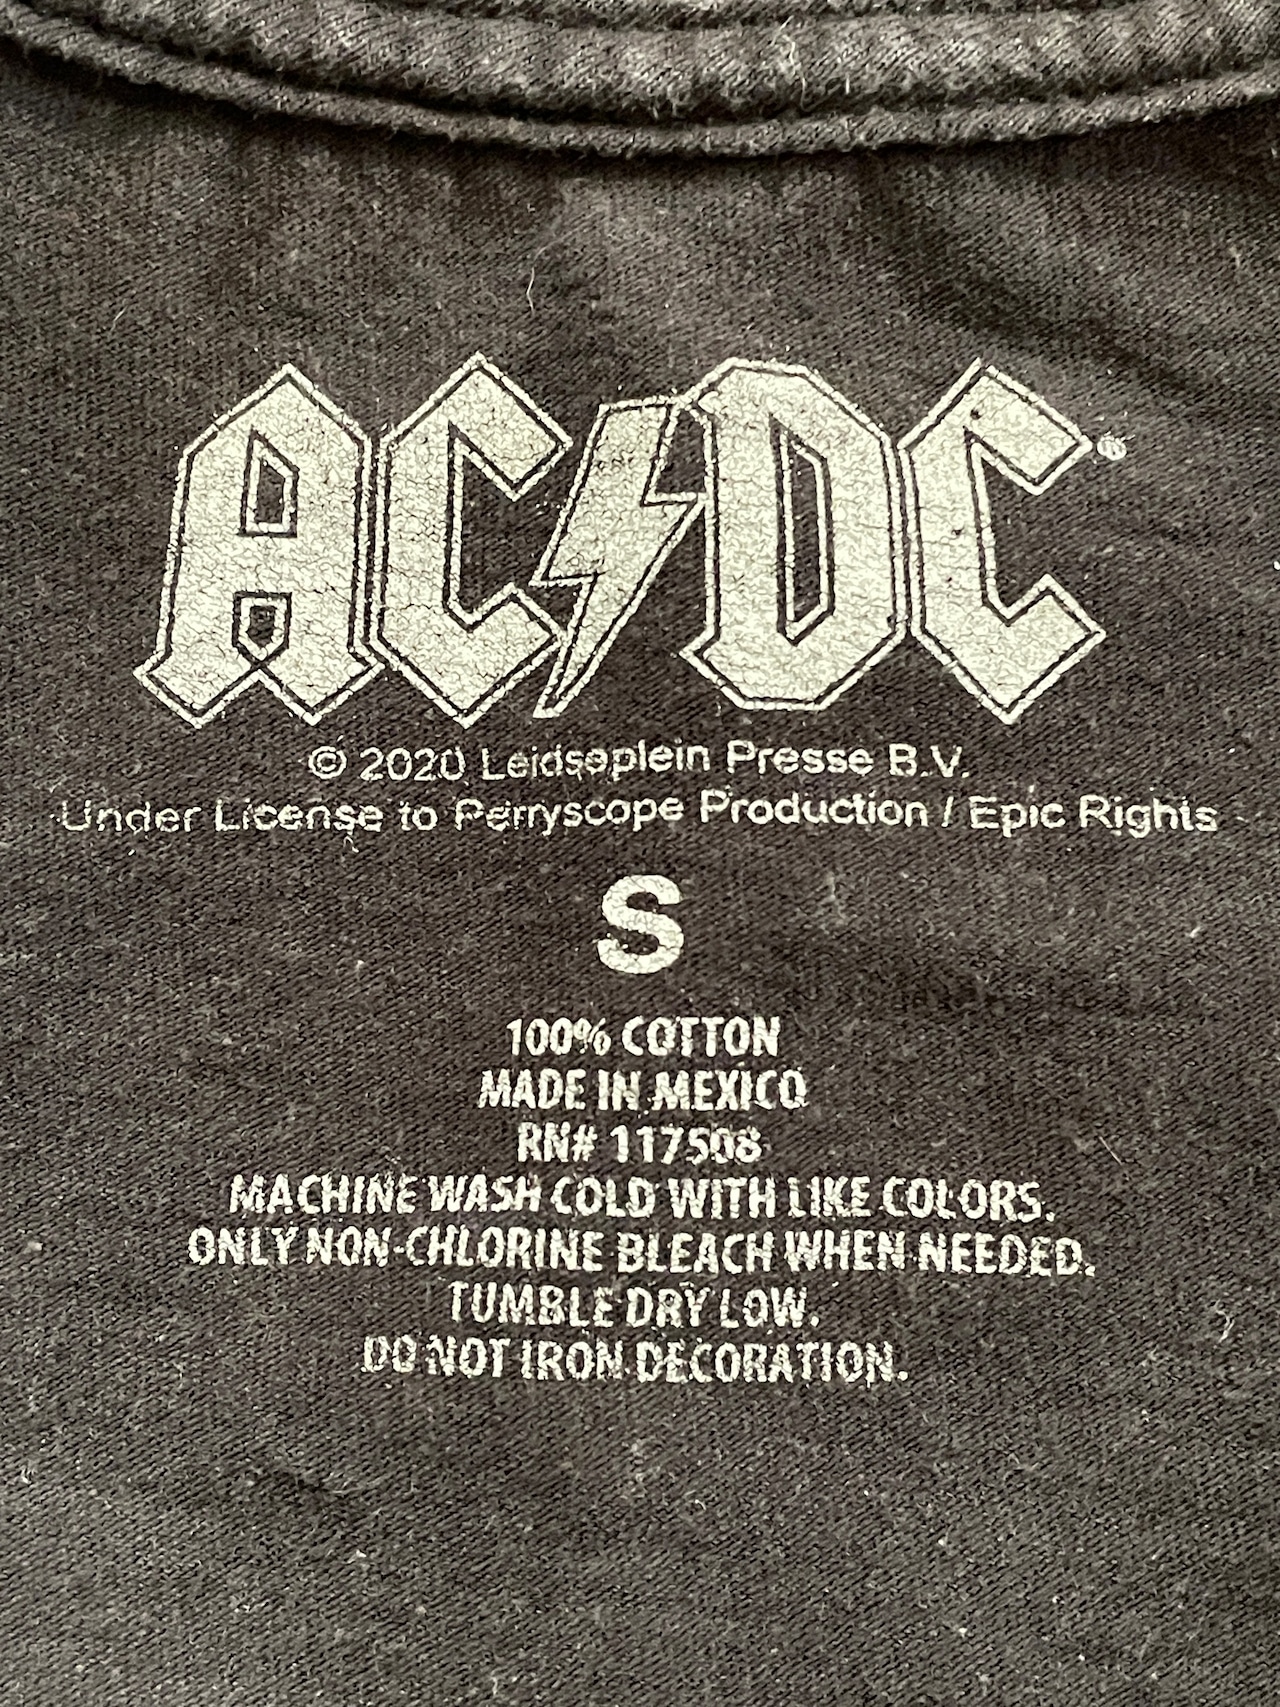 AC/DC®
© 2020 Leidseplein Presse B.V.
Under License to Perryscope Production / Epic Rights
S
100% COTTON
MADE IN MEXICO
RN# 117508
MACHINE WASH COLD WITH LIKE COLORS.
ONLY NON-CHLORINE BLEACH WHEN NEEDED.
TUMBLE DRY LOW.
DO NOT IRON DECORATION.